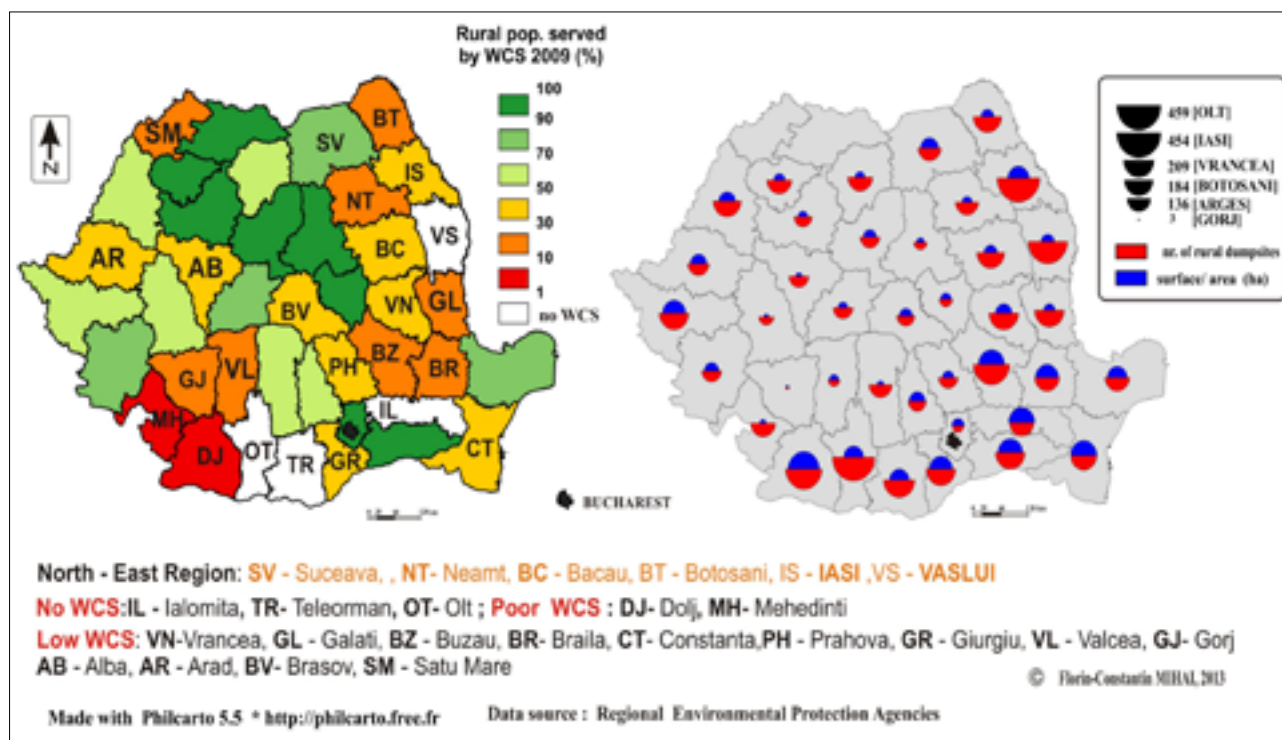 Rural pop. served
by WCS 2009 (%)
100
90
70
50
30
10
1
no WCS
N
SM
BT
SV
IS
NT
VS
BC
AR
AB
BV
VN
GL
GJ
VL
PH
BZ
BR
MH
DJ
OT
TR
IL
GR
CT
BUCHAREST
459 [OLT]
454 [IASI]
209 [VRANCEA]
184 [BOTOSANI]
136 [ARGES]
3 [GORJ]
nr. of rural dumpsites
surface/ area (ha)
North - East Region: SV - Suceava, , NT- Neamt, BC - Bacau, BT - Botosani, IS - IASI ,VS - VASLUI
No WCS:IL - Ialomita, TR- Teleorman, OT- Olt ; Poor WCS : DJ- Dolj, MH- Mehedinti
Low WCS: VN-Vrancea, GL - Galati, BZ - Buzau, BR- Braila, CT- Constanta,PH - Prahova, GR - Giurgiu, VL - Valcea, GJ- Gorj
AB - Alba, AR - Arad, BV- Brasov, SM - Satu Mare
© Florin-Constantin MIHAI, 2013
Made with Philcarto 5.5 * http://philcarto.free.fr Data source : Regional Environmental Protection Agencies